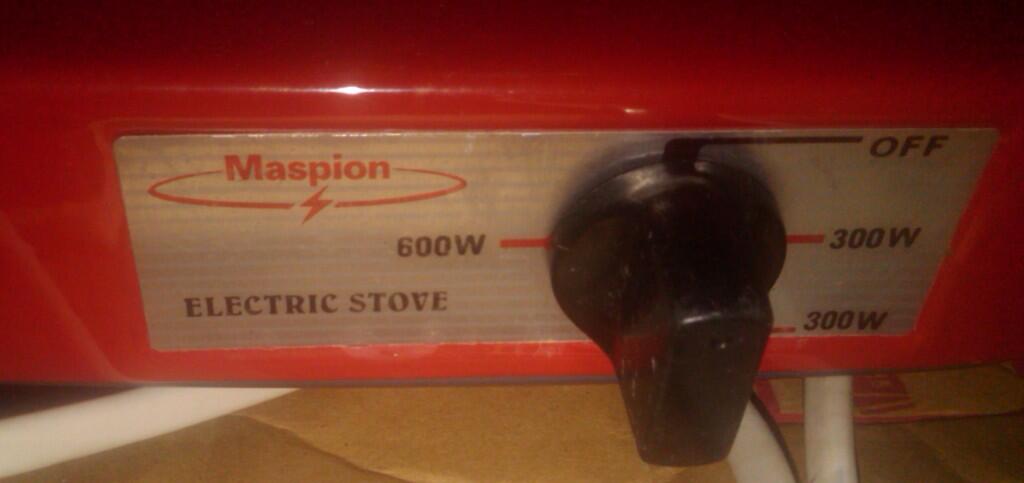 Maspion
OFF
600W
300W
ELECTRIC STOVE
300W